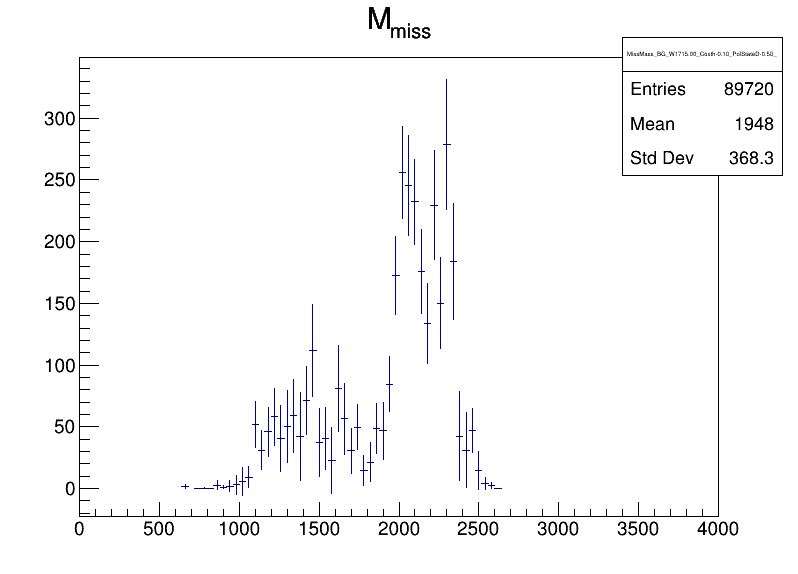 M_miss
MissMass_BG_W1715.00_Costh-0.10_PolStateD-0.50_
Entries 89720
Mean 1948
Std Dev 368.3
300
250
200
150
100
50
0
0 500 1000 1500 2000 2500 3000 3500 4000